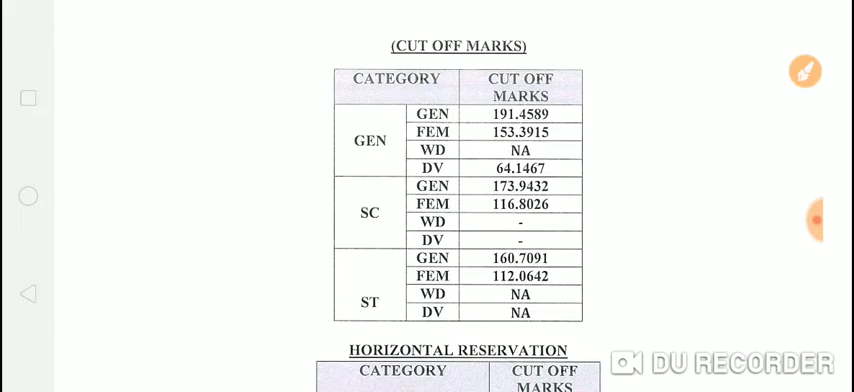 (CUT OFF MARKS)
CATEGORY CUT OFF MARKS
GEN GEN 191.4589
FEM 153.3915
WD NA
DV 64.1467
SC GEN 173.9432
FEM 116.8026
WD -
DV -
ST GEN 160.7091
FEM 112.0642
WD NA
DV NA
HORIZONTAL RESERVATION
CATEGORY CUT OFF MARKS
DU RECORDER